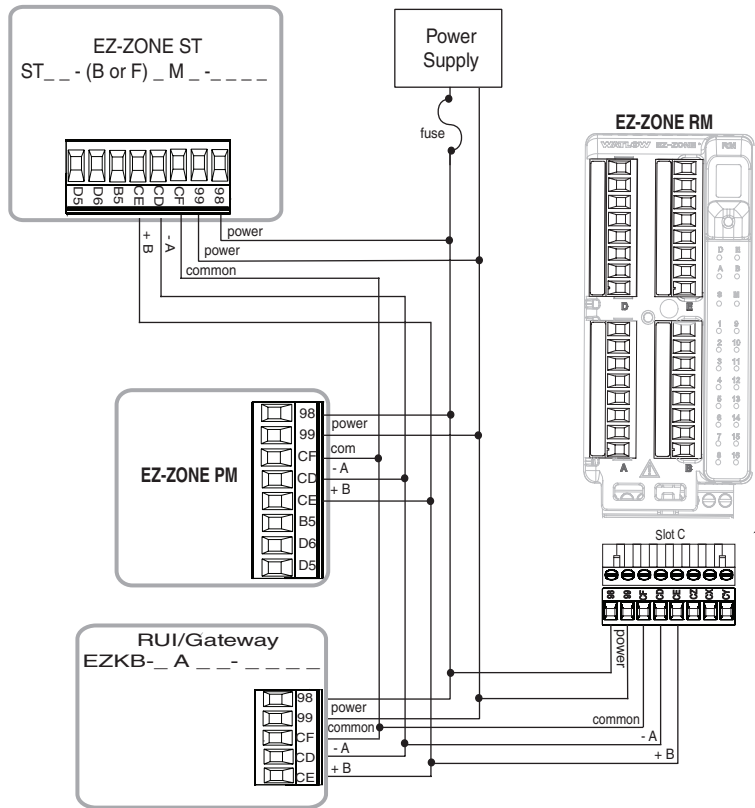 EZ-ZONE ST
ST_ _ - (B or F) _ M _ -_ _ _ _
D5
D6
B5
CE
CD
CF
99
98
+ B
- A
power
power
common
Power
Supply
fuse
EZ-ZONE RM
WATLOW EZ-ZONE® RM
D E
A B
S M
1 9
2 10
3 11
4 12
5 13
6 14
7 15
8 16
D E
A B
EZ-ZONE PM
98
99
CF
CD
CE
B5
D6
D5
power
com
- A
+ B
Slot C
98
99
CF
CD
CE
CZ
CX
CY
power
common
- A
+ B
RUI/Gateway
EZKB-_ A _ _- _ _ _ _
98
99
CF
CD
CE
power
common
- A
+ B